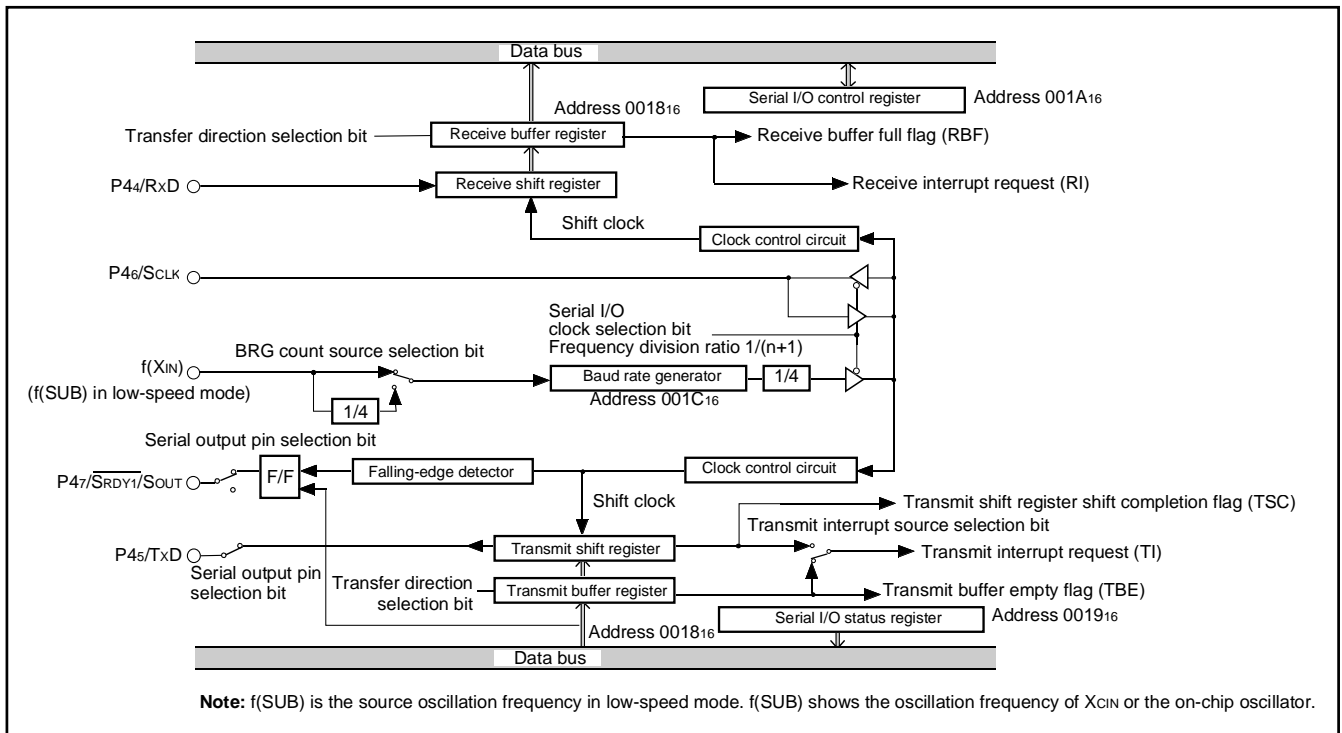 Data bus
Serial I/O control register
Address 001A16
Address 001816
Transfer direction selection bit
Receive buffer register
Receive buffer full flag (RBF)
P44/RXD
Receive shift register
Receive interrupt request (RI)
Shift clock
Clock control circuit
P46/SCLK
Serial I/O
clock selection bit
Frequency division ratio 1/(n+1)
BRG count source selection bit
f(XIN)
(f(SUB) in low-speed mode)
1/4
Baud rate generator
1/4
Address 001C16
Serial output pin selection bit
P47/SRDY1/SOUT
F/F
Falling-edge detector
Clock control circuit
Shift clock
Transmit shift register shift completion flag (TSC)
Transmit interrupt source selection bit
P45/TXD
Transmit shift register
Transmit interrupt request (TI)
Serial output pin
selection bit
Transfer direction
selection bit
Transmit buffer register
Transmit buffer empty flag (TBE)
Serial I/O status register
Address 001916
Address 001816
Data bus
Note: f(SUB) is the source oscillation frequency in low-speed mode. f(SUB) shows the oscillation frequency of XCIN or the on-chip oscillator.